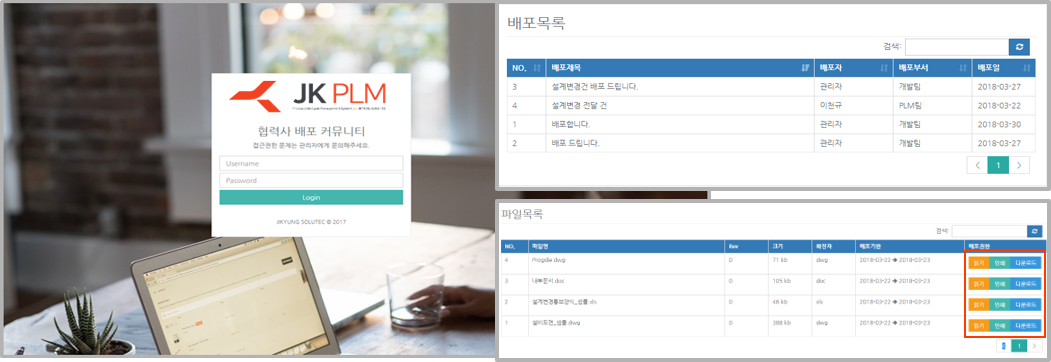 JK PLM
협력사 배포 커뮤니티
접근권한 문제는 관리자에게 문의해주세요.
Username
Password
Login
JIKYUNG SOLUTEC © 2017
배포목록
검색:
NO. 배포제목 배포자 배포부서 배포일
3 설계변경건 배포 드립니다. 관리자 개발팀 2018-03-27
4 설계변경 전달 건 이천규 PLM팀 2018-03-22
1 배포합니다. 관리자 개발팀 2018-03-30
2 배포 드립니다. 관리자 개발팀 2018-03-27
1
파일목록
검색:
NO. 파일명 Rev 크기 확장자 배포기한 배포권한
4 Progdie.dwg 0 71 kb dwg 2018-03-22 → 2018-03-23 읽기 인쇄 다운로드
3 내부문서.doc 0 105 kb doc 2018-03-22 → 2018-03-23 읽기 인쇄 다운로드
2 설계변경통보양식_샘플.xls 0 46 kb xls 2018-03-22 → 2018-03-23 읽기 인쇄 다운로드
1 설비도면_샘플.dwg 0 388 kb dwg 2018-03-22 → 2018-03-23 읽기 인쇄 다운로드
1